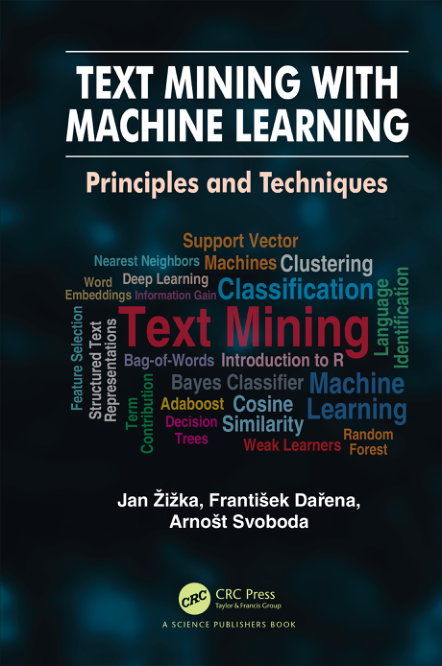 TEXT MINING WITH
MACHINE LEARNING
Principles and Techniques
Support Vector
Machines
Nearest Neighbors
Clustering
Word
Embeddings
Deep Learning
Information Gain
Classification
Language
Identification
Feature Selection
Structured Text
Representations
Text Mining
Bag-of-Words
Introduction to R
Term
Contribution
Bayes Classifier
Machine
Learning
Adaboost
Cosine
Similarity
Decision
Trees
Weak Learners
Random
Forest
Jan Žižka, František Dařena,
Arnošt Svoboda
CRC
CRC Press
Taylor & Francis Group
A SCIENCE PUBLISHERS BOOK